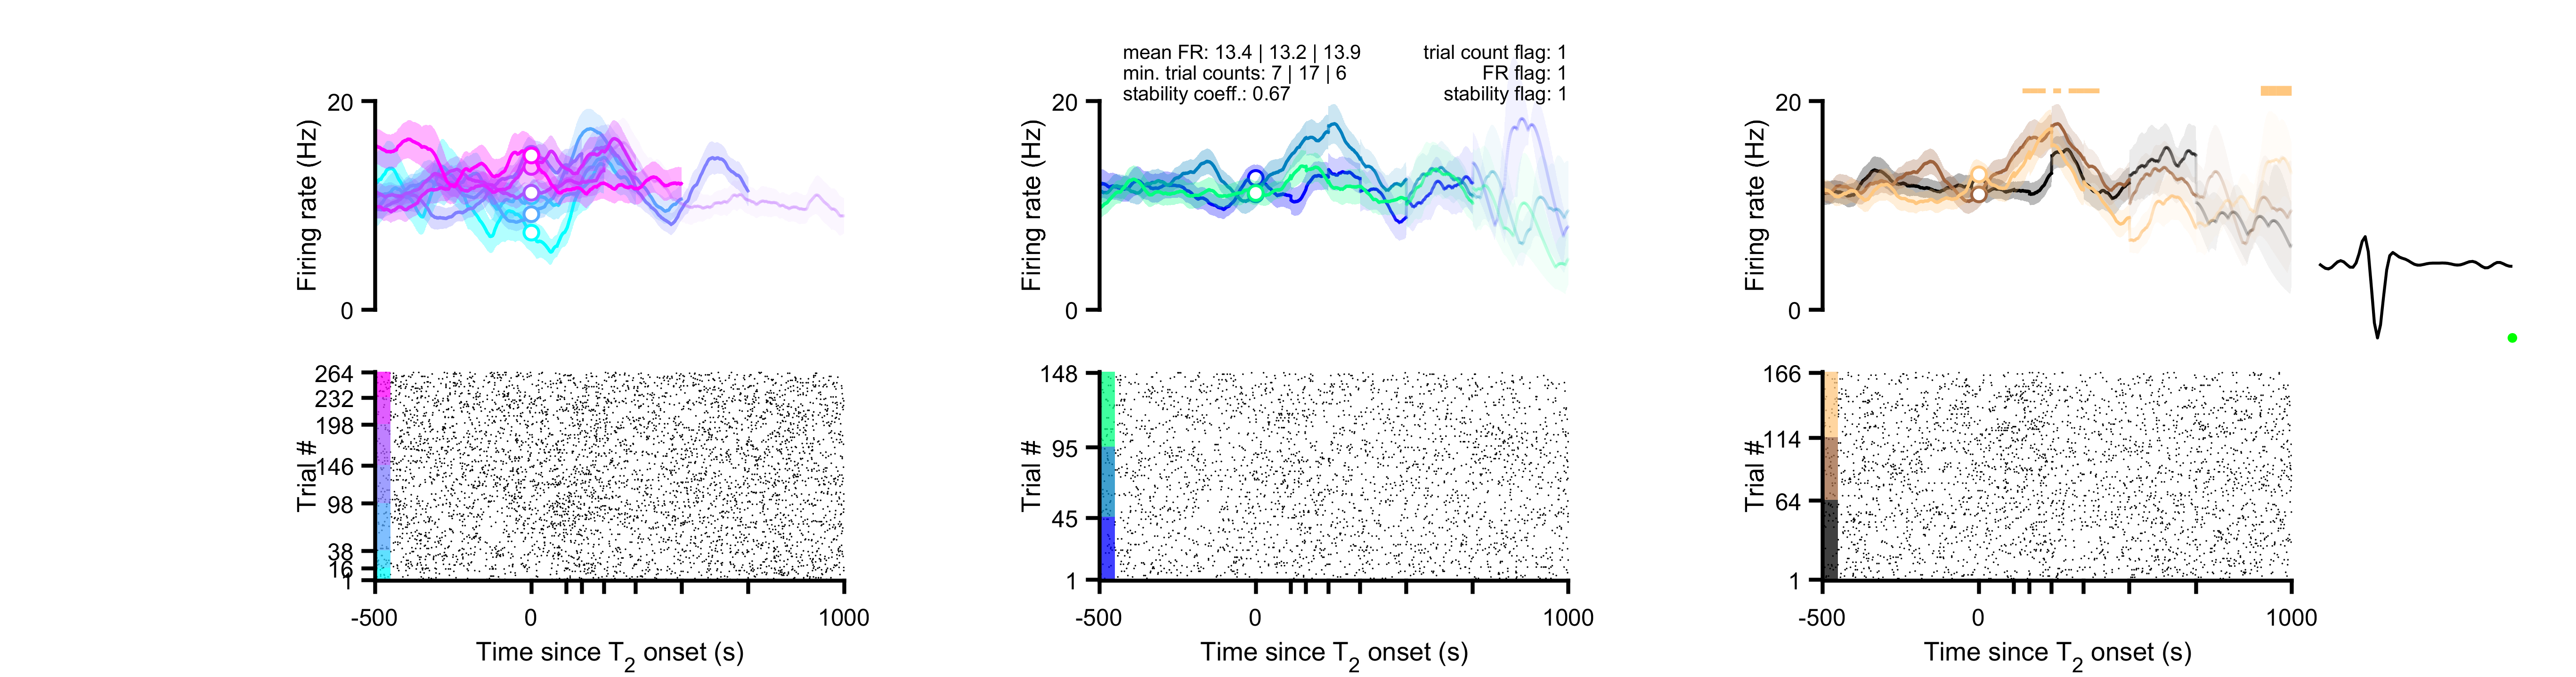 mean FR: 13.4 | 13.2 | 13.9
trial count flag: 1
min. trial counts: 7 | 17 | 6
FR flag: 1
stability coeff.: 0.67
stability flag: 1
20
Firing rate (Hz)
0
20
Firing rate (Hz)
0
20
Firing rate (Hz)
0
264
232
198
146
98
38
16
1
Trial #
-500
0
1000
Time since T2 onset (s)
148
95
45
1
Trial #
-500
0
1000
Time since T2 onset (s)
166
114
64
1
Trial #
-500
0
1000
Time since T2 onset (s)